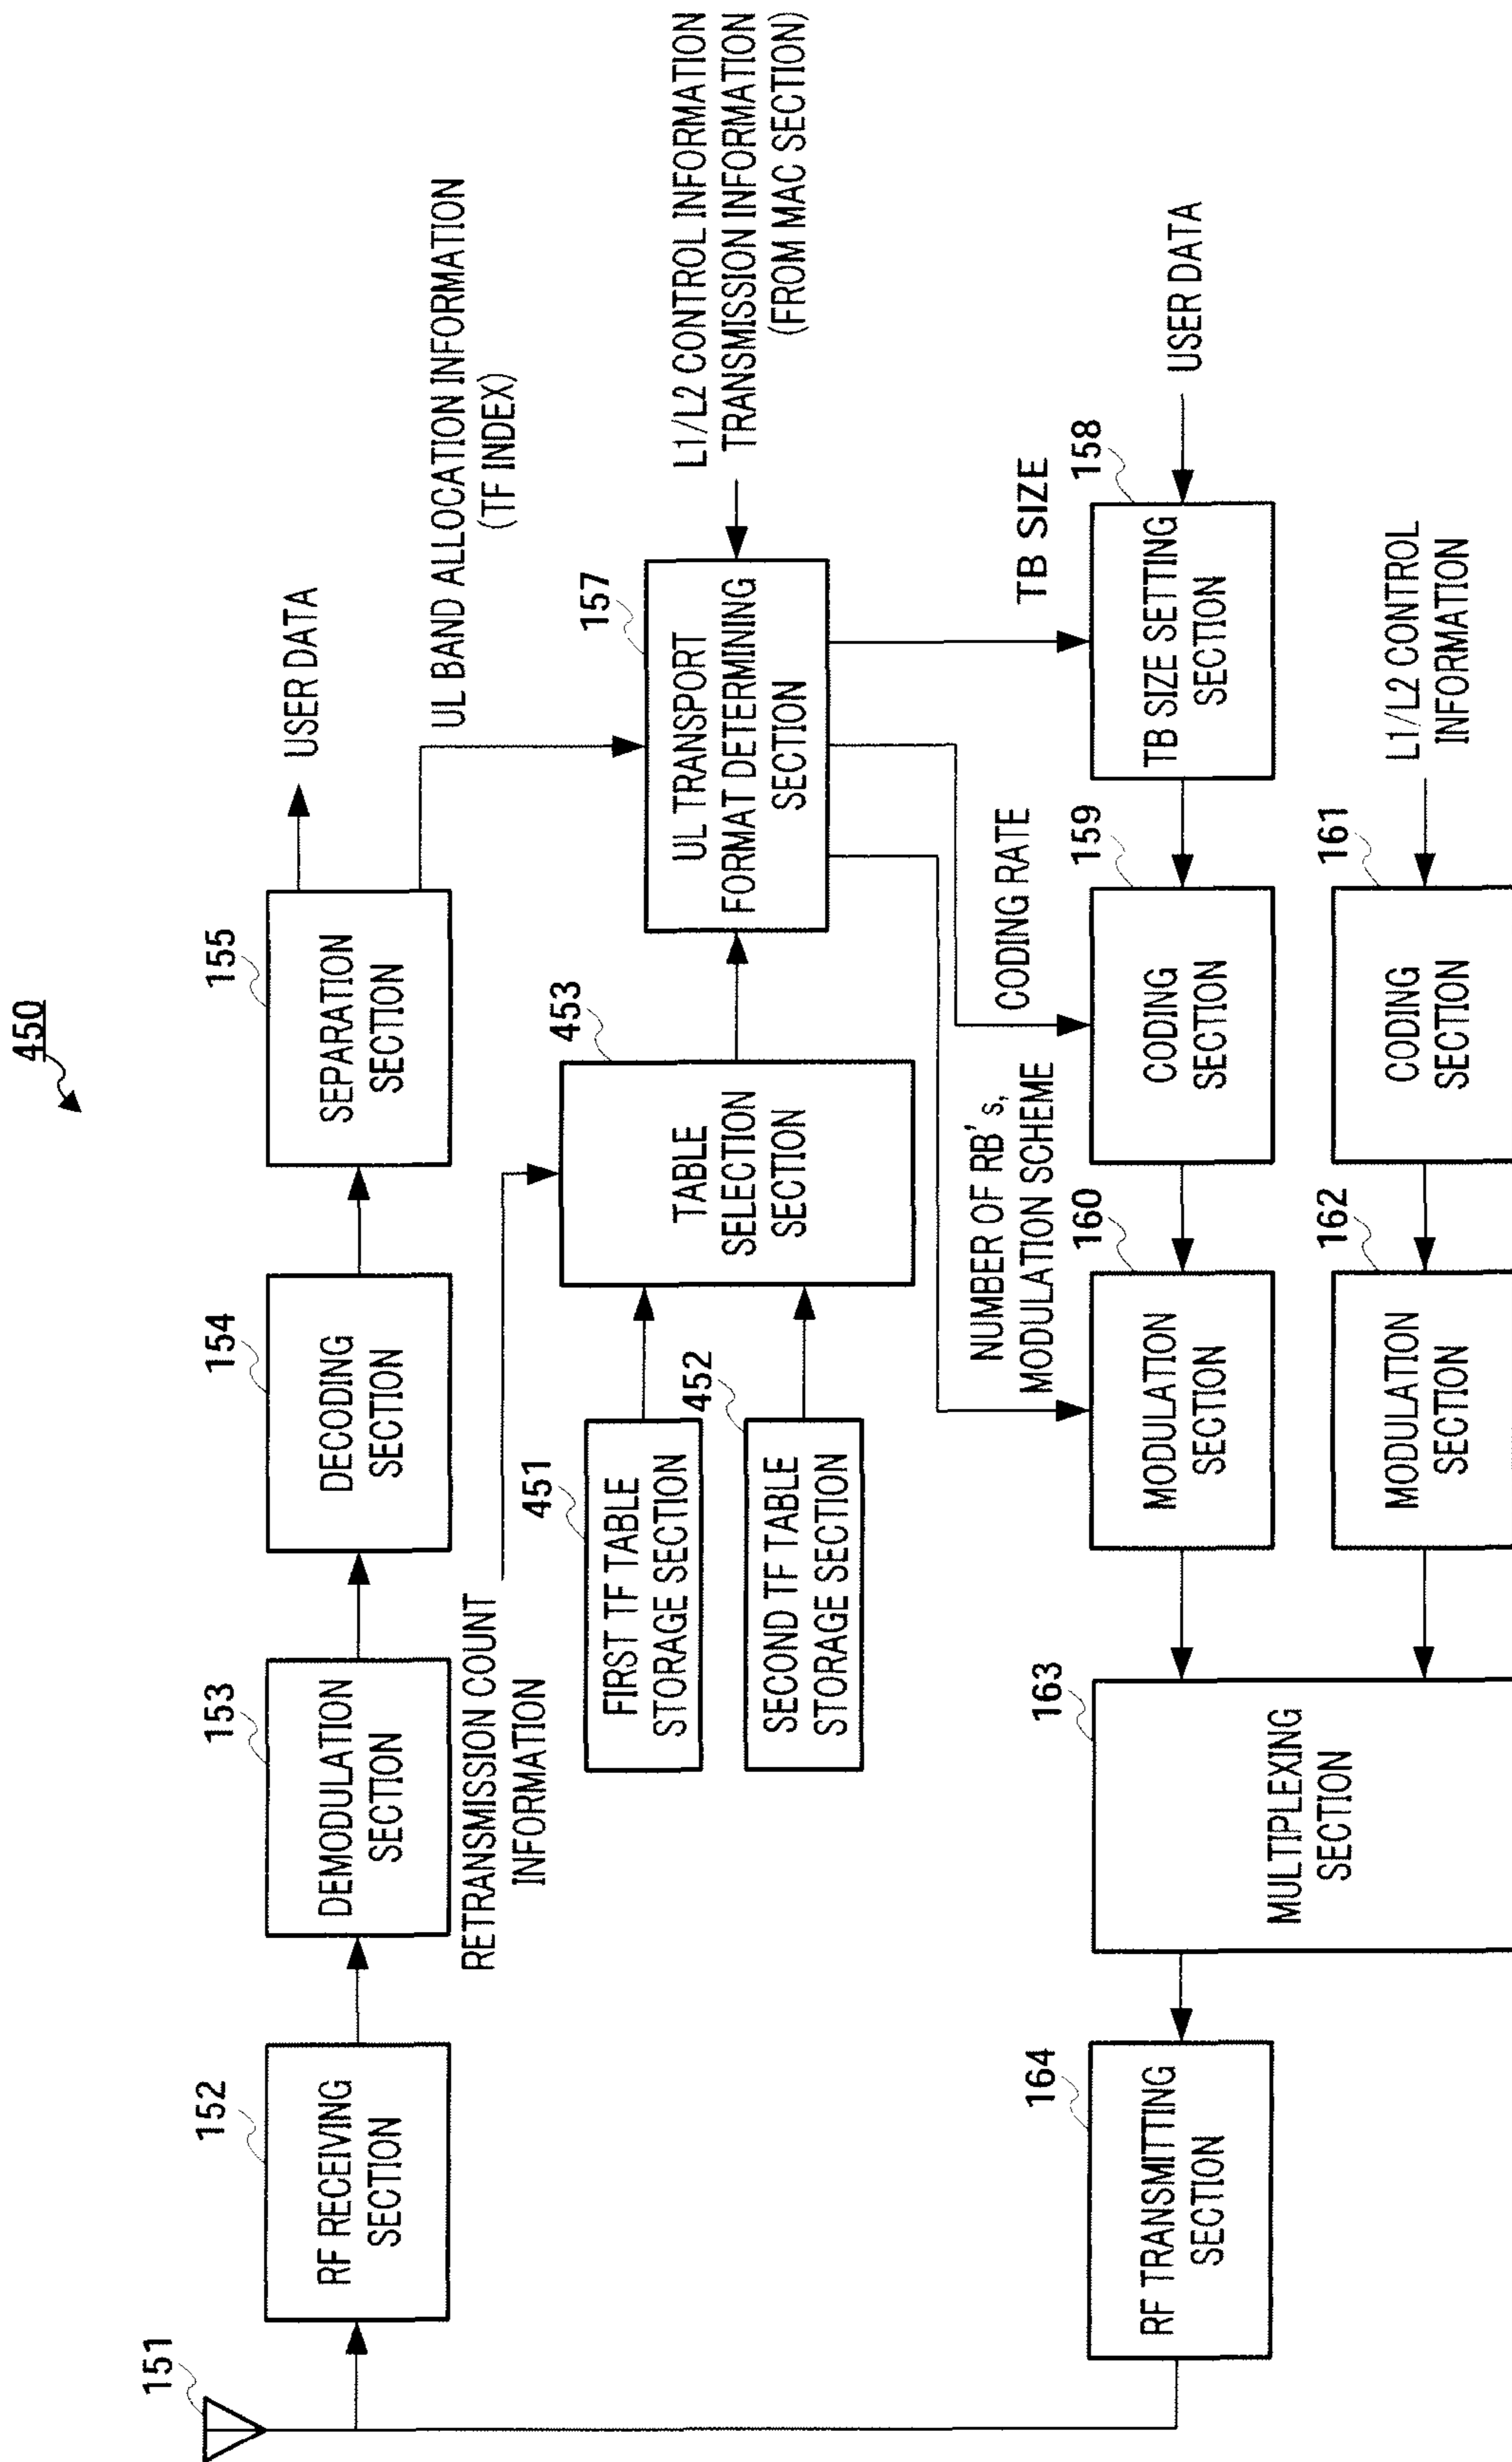 450
151
152
RF RECEIVING
SECTION
153
DEMODULATION
SECTION
154
DECODING
SECTION
155
SEPARATION
SECTION
USER DATA
UL BAND ALLOCATION INFORMATION
(TF INDEX)
RETRANSMISSION COUNT
INFORMATION
451
FIRST TF TABLE
STORAGE SECTION
452
SECOND TF TABLE
STORAGE SECTION
453
TABLE
SELECTION
SECTION
157
UL TRANSPORT
FORMAT DETERMINING
SECTION
L1/L2 CONTROL INFORMATION
TRANSMISSION INFORMATION
(FROM MAC SECTION)
NUMBER OF RB's,
MODULATION SCHEME
CODING RATE
TB SIZE
164
RF TRANSMITTING
SECTION
163
MULTIPLEXING
SECTION
160
MODULATION
SECTION
159
CODING
SECTION
158
TB SIZE SETTING
SECTION
USER DATA
162
MODULATION
SECTION
161
CODING
SECTION
L1/L2 CONTROL
INFORMATION